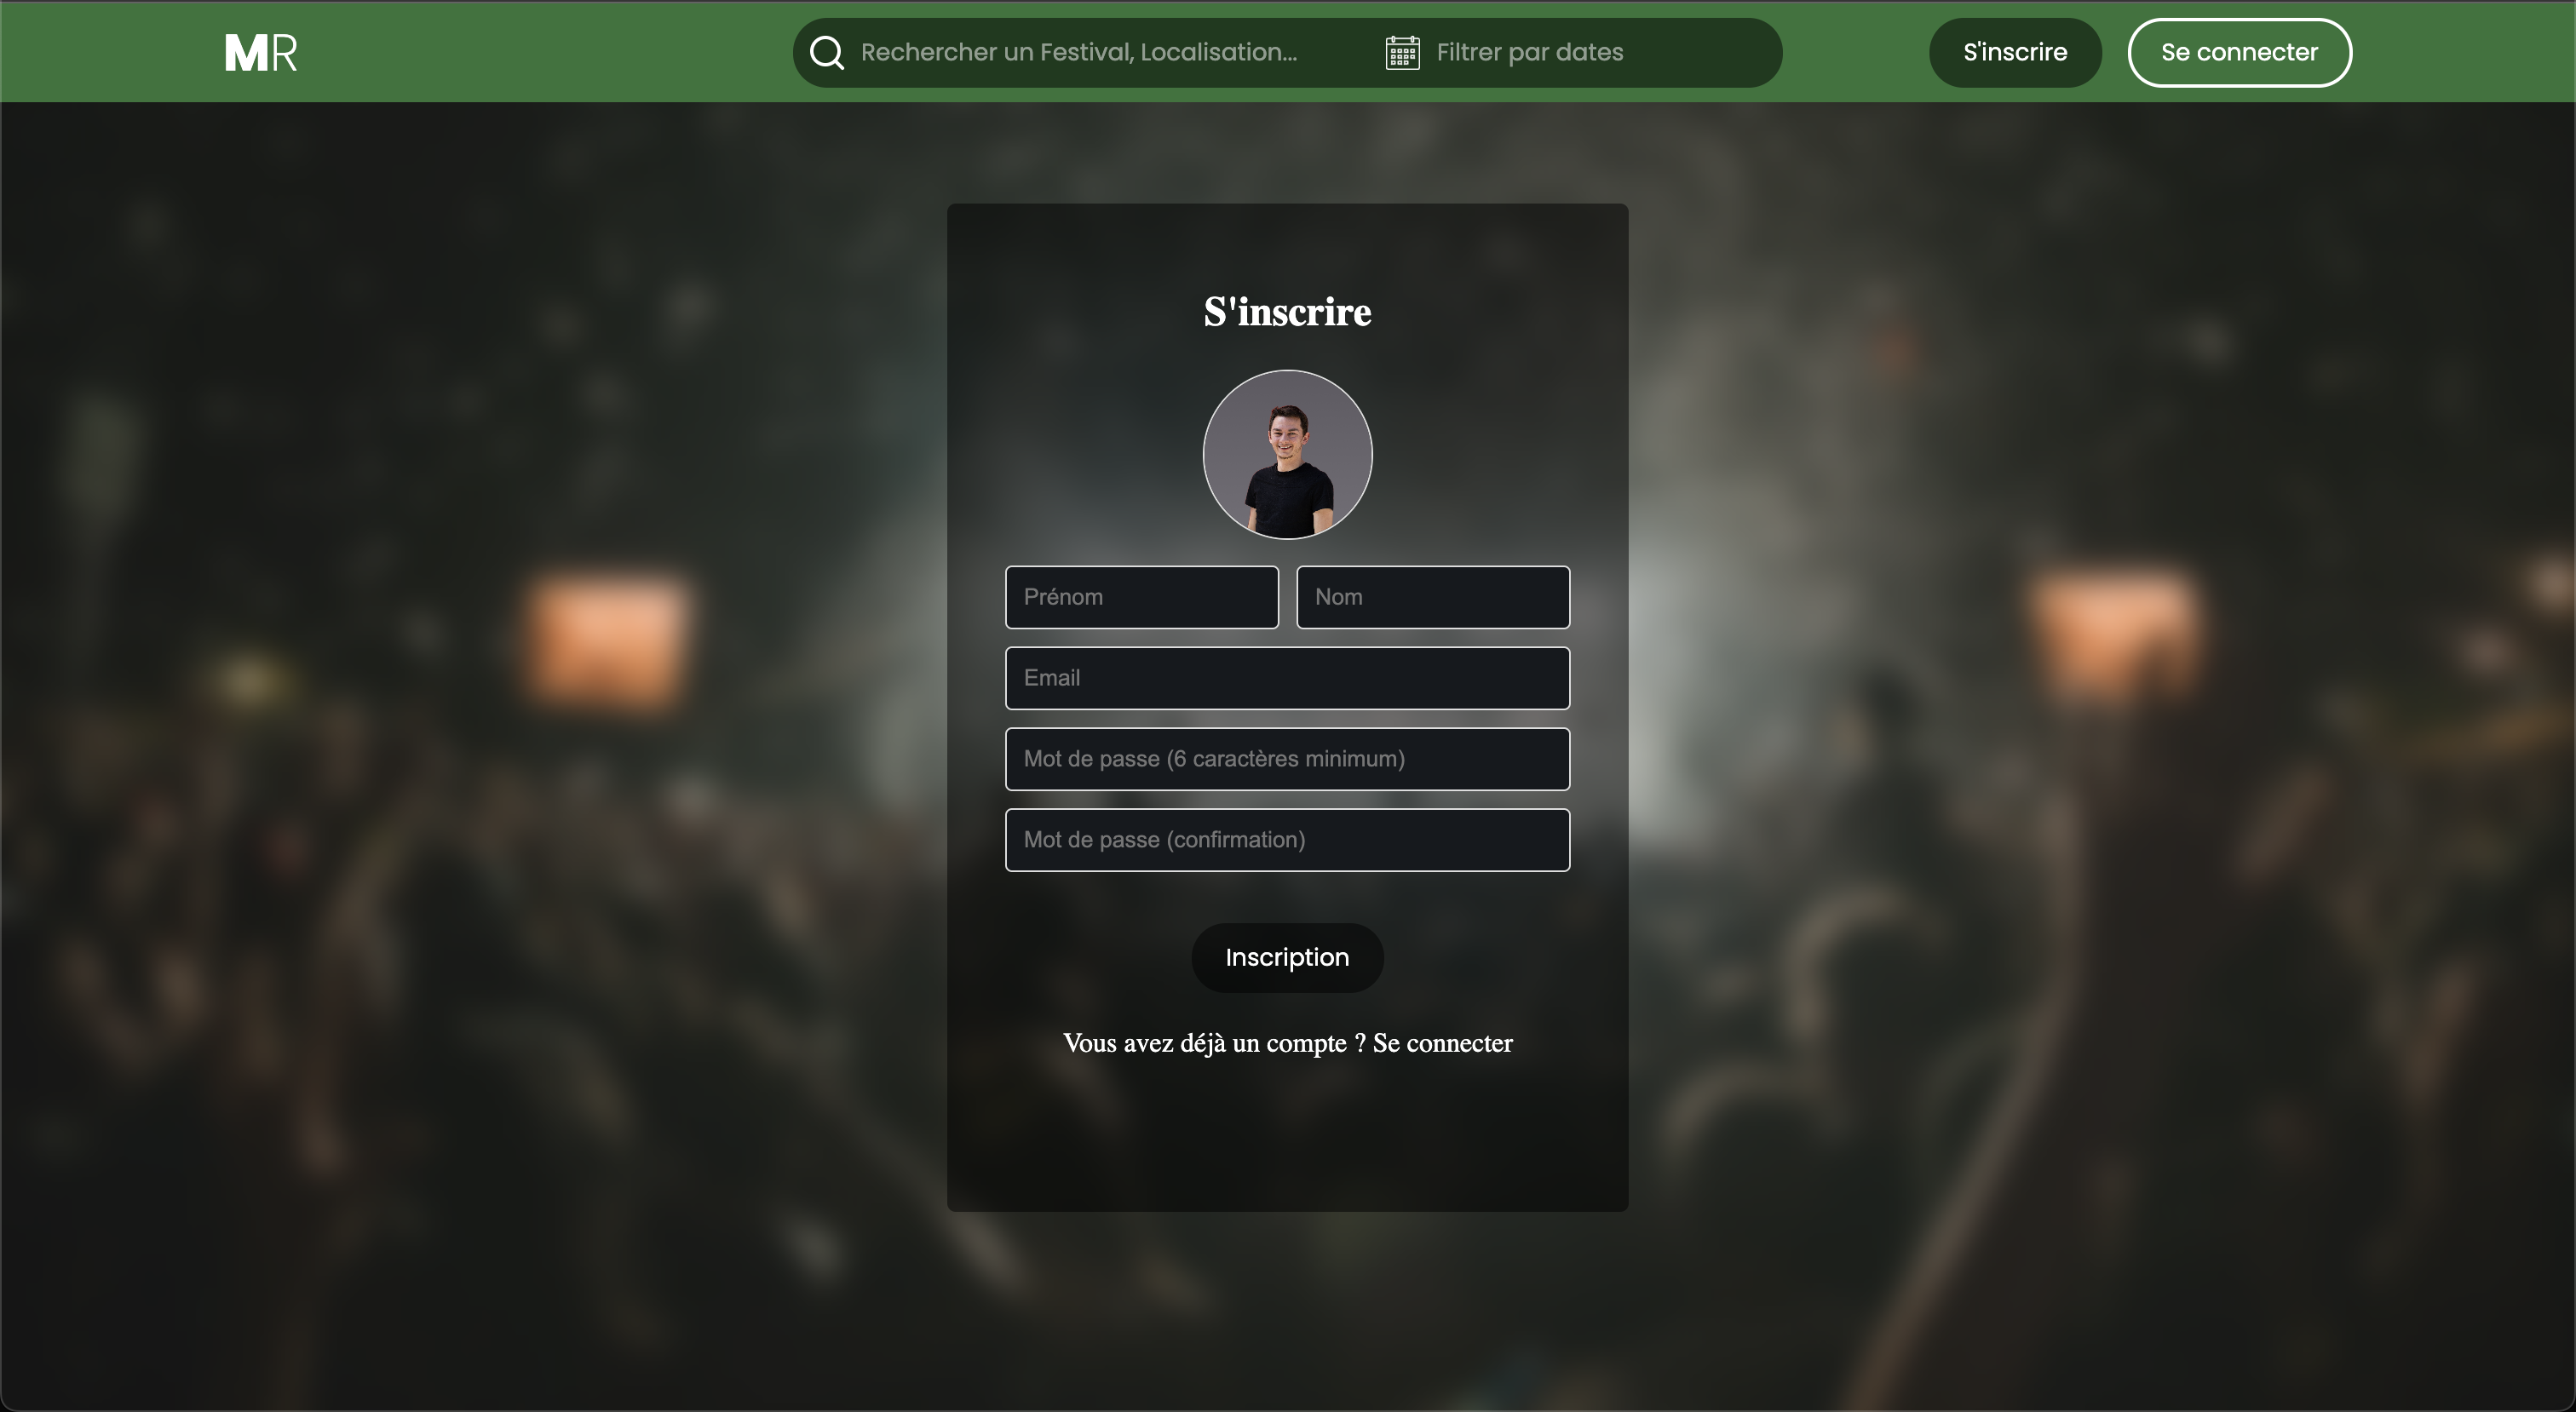 MR
Rechercher un Festival, Localisation... Filtrer par dates
S'inscrire
Se connecter
S'inscrire
Prénom
Nom
Email
Mot de passe (6 caractères minimum)
Mot de passe (confirmation)
Inscription
Vous avez déjà un compte ? Se connecter